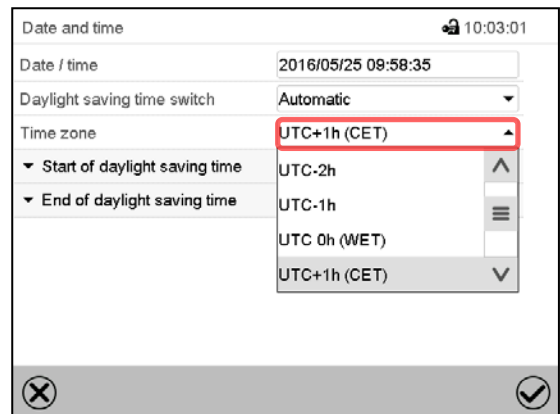 Date and time 10:03:01
Date / time 2016/05/25 09:58:35
Daylight saving time switch Automatic
Time zone UTC+1h (CET)
Start of daylight saving time
UTC-2h
End of daylight saving time
UTC-1h
UTC 0h (WET)
UTC+1h (CET)